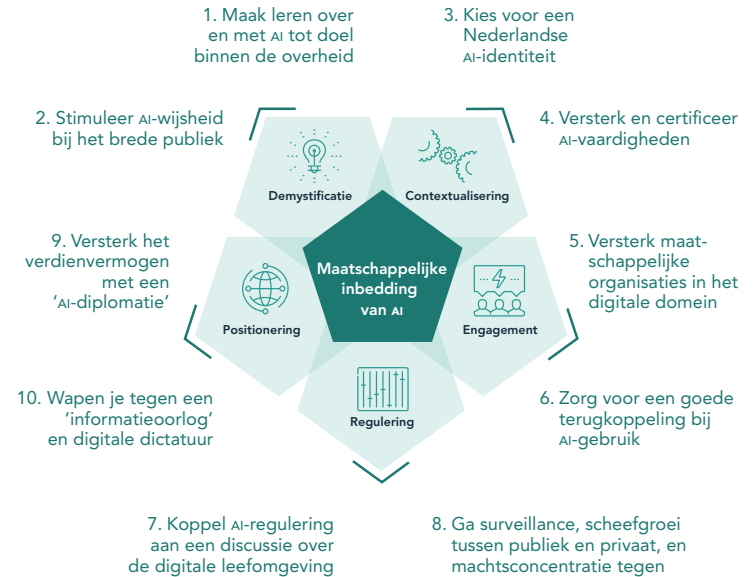 1. Maak leren over
en met AI tot doel
binnen de overheid
3. Kies voor een
Nederlandse
AI-identiteit
2. Stimuleer AI-wijsheid
bij het brede publiek
4. Versterk en certificeer
AI-vaardigheden
Demystificatie
Contextualisering
9. Versterk het
verdienvermogen
met een
‘AI-diplomatie’
Maatschappelijke
inbedding
van AI
5. Versterk maat-
schappelijke
organisaties in het
digitale domein
Positionering
Engagement
10. Wapen je tegen een
‘informatieoorlog’
en digitale dictatuur
6. Zorg voor een goede
terugkoppeling bij
AI-gebruik
Regulering
7. Koppel AI-regulering
aan een discussie over
de digitale leefomgeving
8. Ga surveillance, scheefgroei
tussen publiek en privaat, en
machtsconcentratie tegen